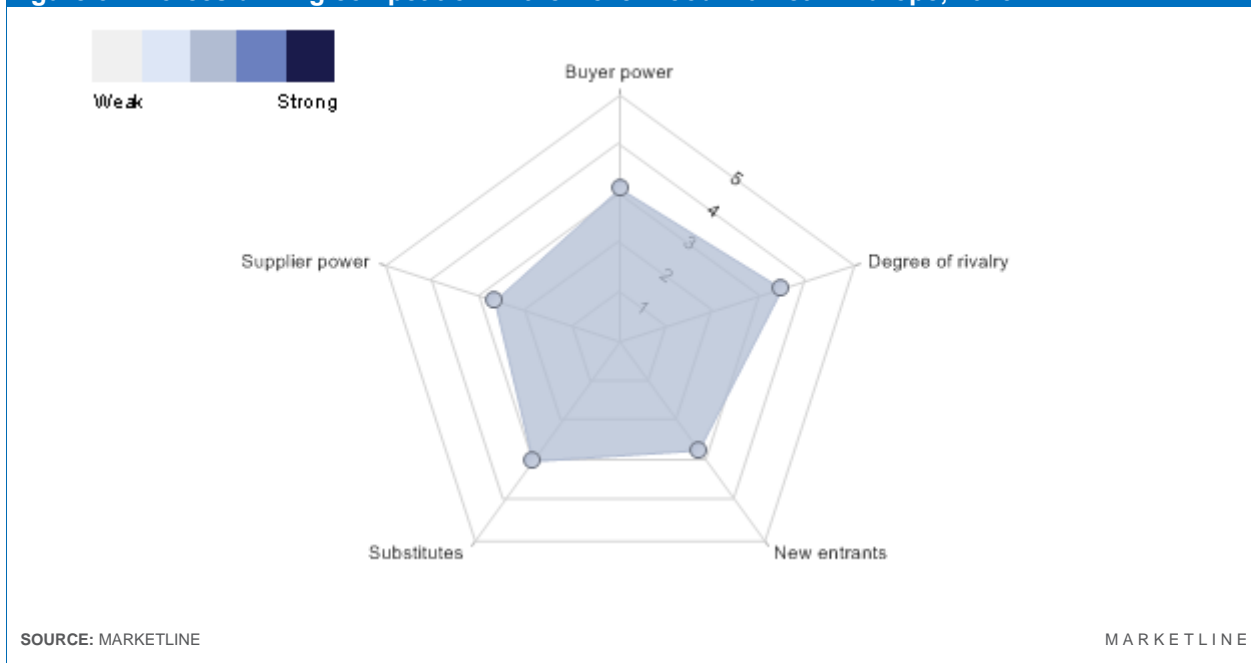 Weak Strong
Buyer power
5
4
3
2
1
Supplier power
Degree of rivalry
Substitutes
New entrants
SOURCE: MARKETLINE
MARKETLINE